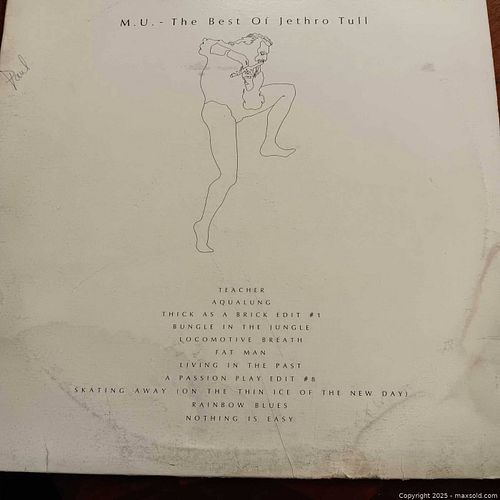 M.U. - The Best Of Jethro Tull
Paul
TEACHER
AQUALUNG
THICK AS A BRICK EDIT #1
BUNGLE IN THE JUNGLE
LOCOMOTIVE BREATH
FAT MAN
LIVING IN THE PAST
A PASSION PLAY EDIT #8
SKATING AWAY (ON THE THIN ICE OF THE NEW DAY)
RAINBOW BLUES
NOTHING IS EASY
Copyright 2025 - maxsold.com